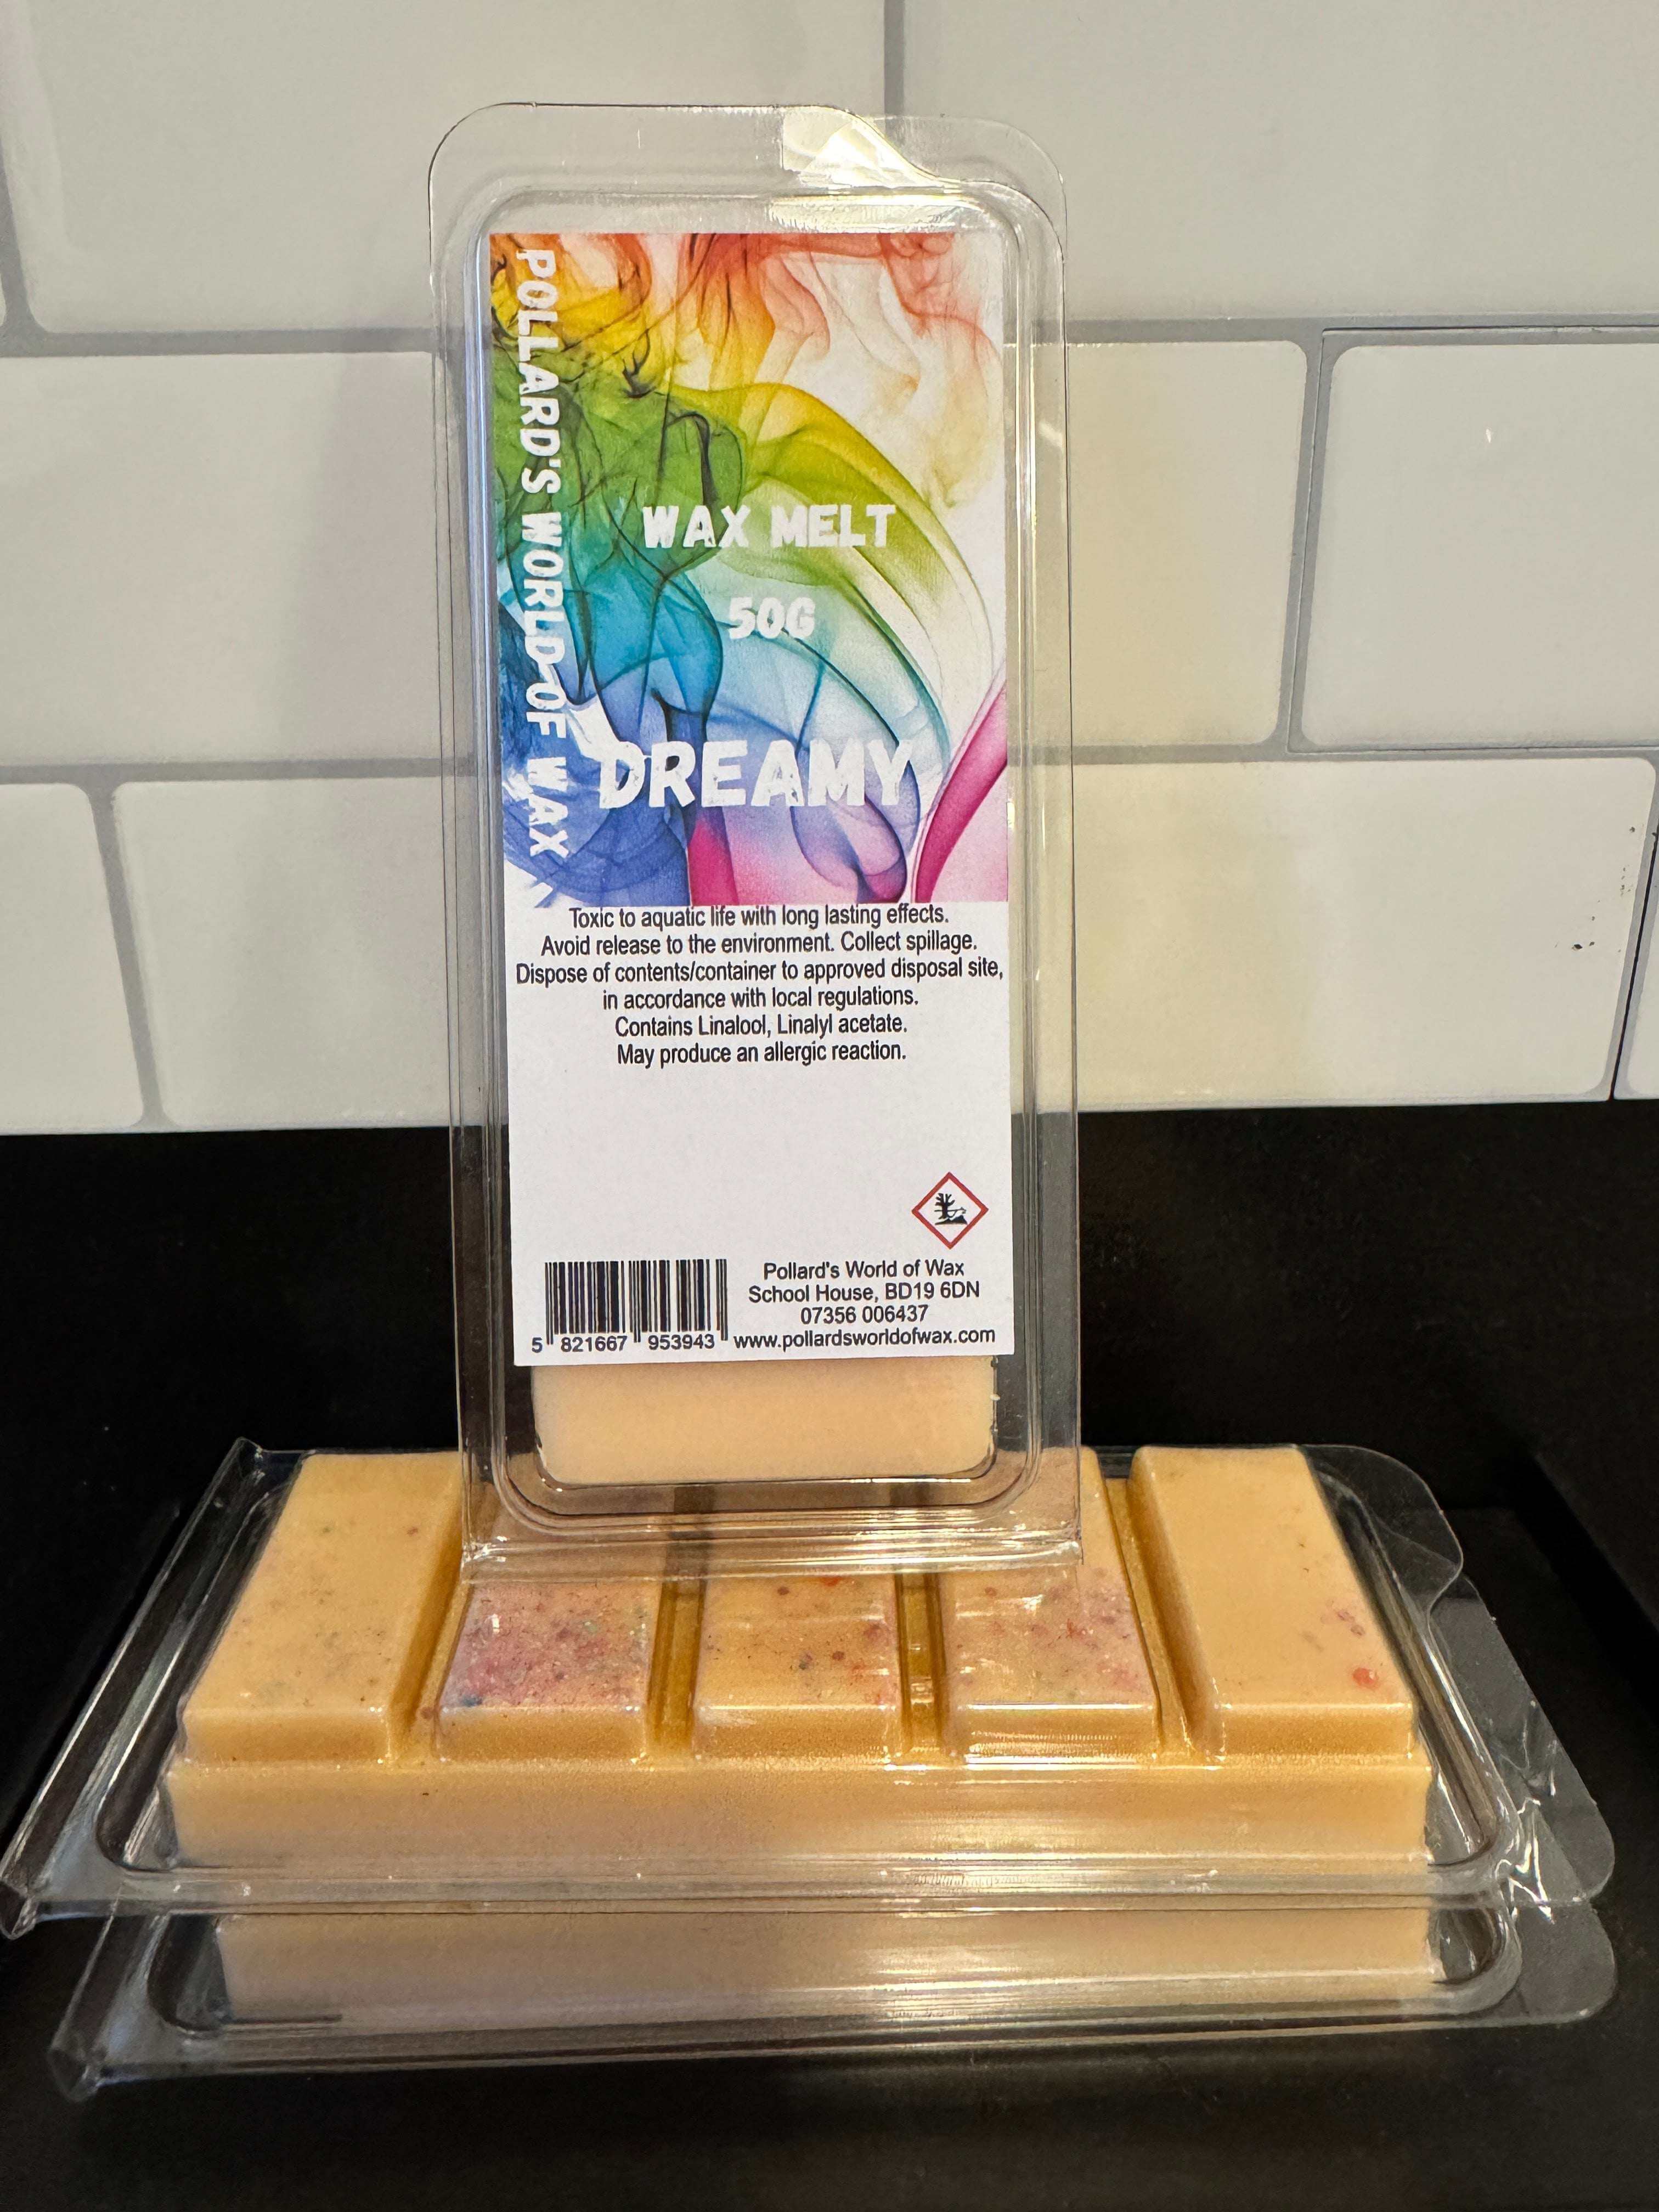 POLLARD'S WORLD OF WAX
WAX MELT
50G
DREAMY
Toxic to aquatic life with long lasting effects.
Avoid release to the environment. Collect spillage.
Dispose of contents/container to approved disposal site,
in accordance with local regulations.
Contains Linalool, Linalyl acetate.
May produce an allergic reaction.
Pollard's World of Wax
School House, BD19 6DN
07356 006437
www.pollardsworldofwax.com
5 821667 953943